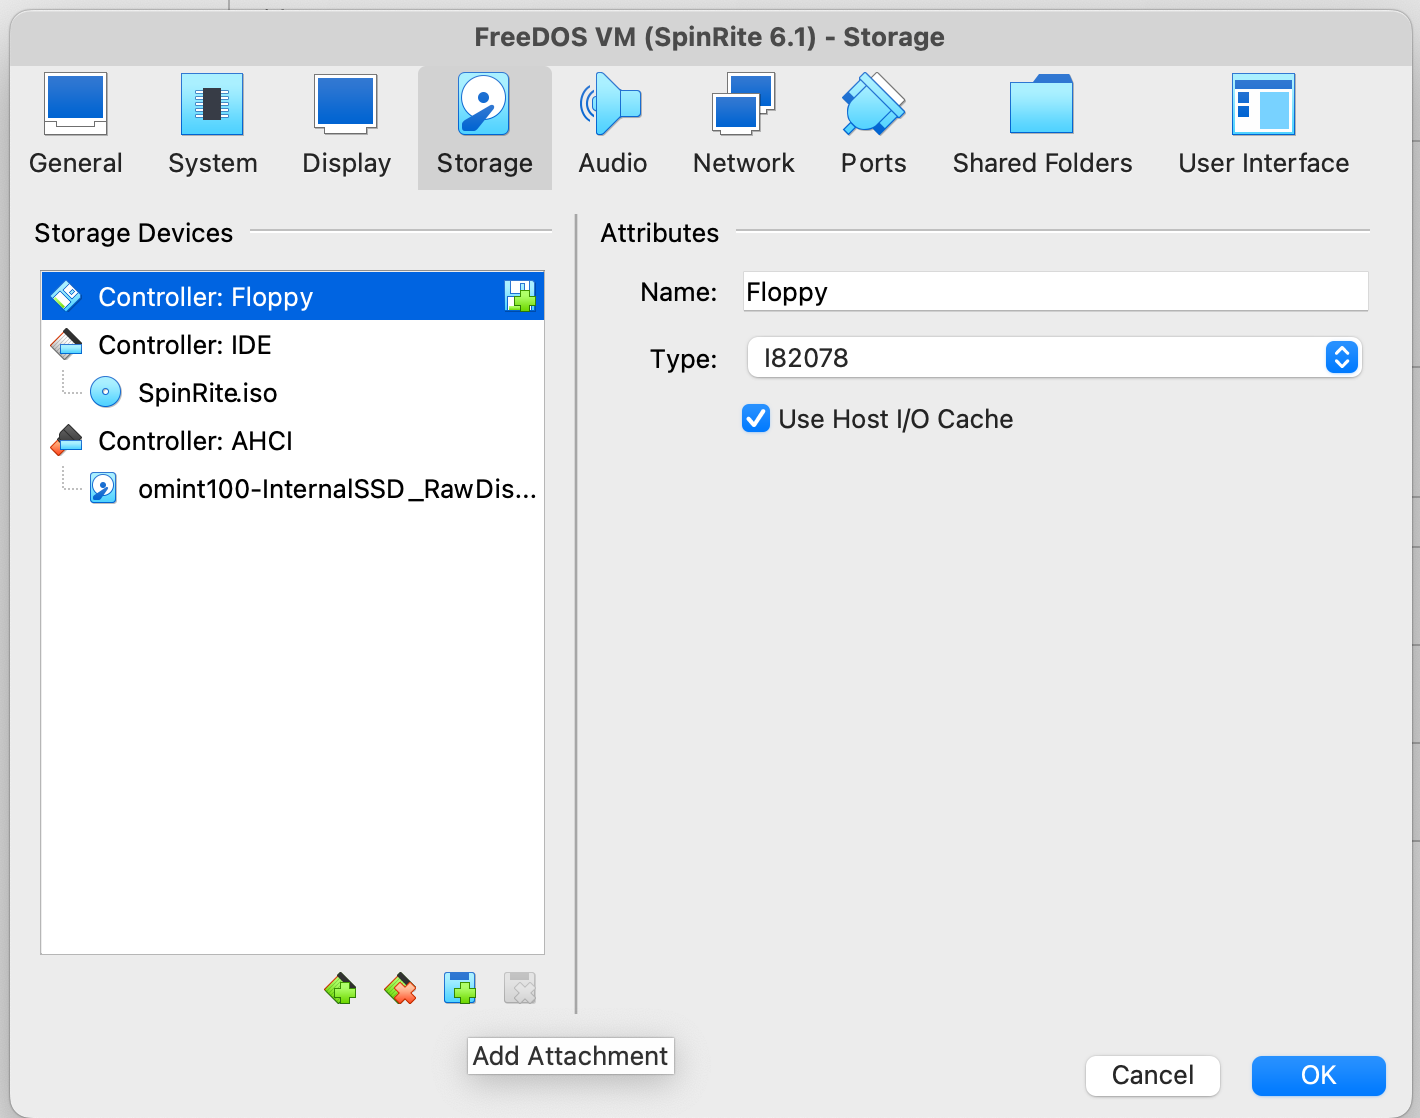 FreeDOS VM (SpinRite 6.1) - Storage
General
System
Display
Storage
Audio
Network
Ports
Shared Folders
User Interface
Storage Devices
Controller: Floppy
Controller: IDE
SpinRite.iso
Controller: AHCI
omint100-InternalSSD_RawDis...
Attributes
Name: Floppy
Type: I82078
Use Host I/O Cache
Add Attachment
Cancel
OK